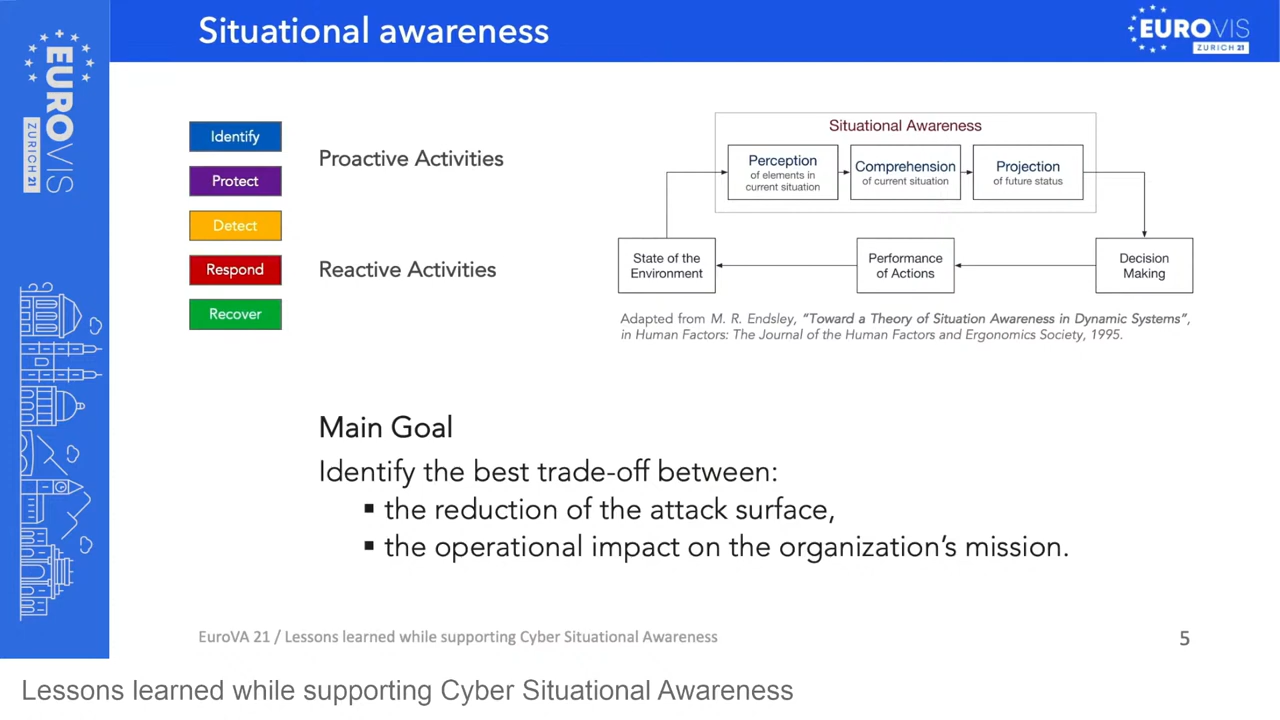 Situational awareness
EUROVIS
ZURICH 21
EUROVIS
ZURICH 21
Identify
Protect
Detect
Respond
Recover
Proactive Activities
Reactive Activities
Situational Awareness
Perception
of elements in
current situation
Comprehension
of current situation
Projection
of future status
State of the
Environment
Performance
of Actions
Decision
Making
Adapted from M. R. Endsley, “Toward a Theory of Situation Awareness in Dynamic Systems”,
in Human Factors: The Journal of the Human Factors and Ergonomics Society, 1995.
Main Goal
Identify the best trade-off between:
▪ the reduction of the attack surface,
▪ the operational impact on the organization’s mission.
EuroVA 21 / Lessons learned while supporting Cyber Situational Awareness
5
Lessons learned while supporting Cyber Situational Awareness